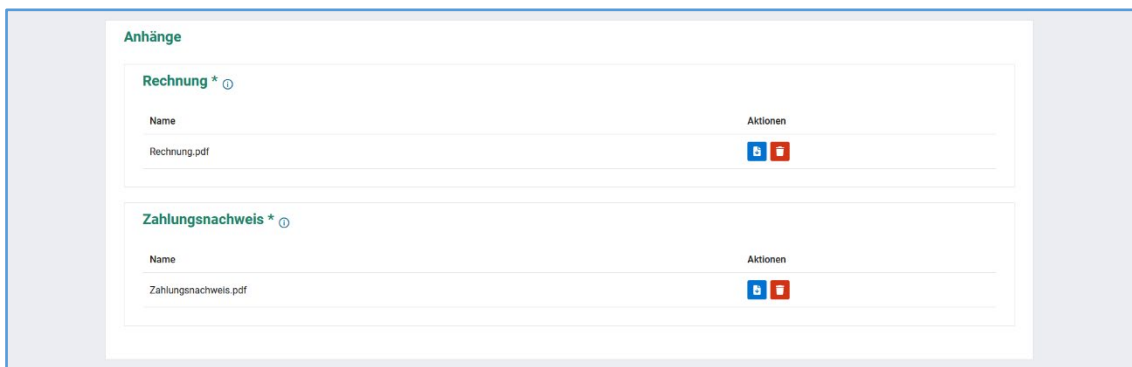 Anhänge
Rechnung *
Name Aktionen
Rechnung.pdf
Zahlungsnachweis *
Name Aktionen
Zahlungsnachweis.pdf